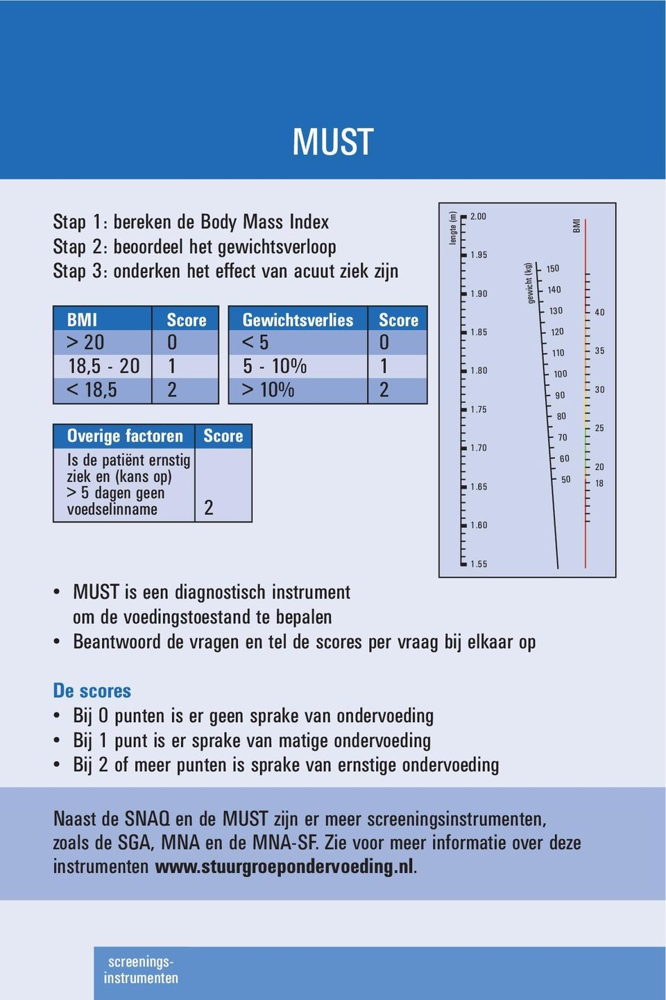 MUST
Stap 1: bereken de Body Mass Index
Stap 2: beoordeel het gewichtsverloop
Stap 3: onderken het effect van acuut ziek zijn
BMI Score
> 20 0
18,5 - 20 1
< 18,5 2
Gewichtsverlies Score
< 5 0
5 - 10% 1
> 10% 2
Overige factoren Score
Is de patiënt ernstig
ziek en (kans op)
> 5 dagen geen
voedselinname 2
lengte (m)
2.00
1.95
1.90
1.85
1.80
1.75
1.70
1.65
1.60
1.55
gewicht (kg)
150
140
130
120
110
100
90
80
70
60
50
BMI
40
35
30
25
20
18
• MUST is een diagnostisch instrument
om de voedingstoestand te bepalen
• Beantwoord de vragen en tel de scores per vraag bij elkaar op
De scores
• Bij 0 punten is er geen sprake van ondervoeding
• Bij 1 punt is er sprake van matige ondervoeding
• Bij 2 of meer punten is sprake van ernstige ondervoeding
Naast de SNAQ en de MUST zijn er meer screeningsinstrumenten,
zoals de SGA, MNA en de MNA-SF. Zie voor meer informatie over deze
instrumenten www.stuurgroepondervoeding.nl.
screenings-
instrumenten